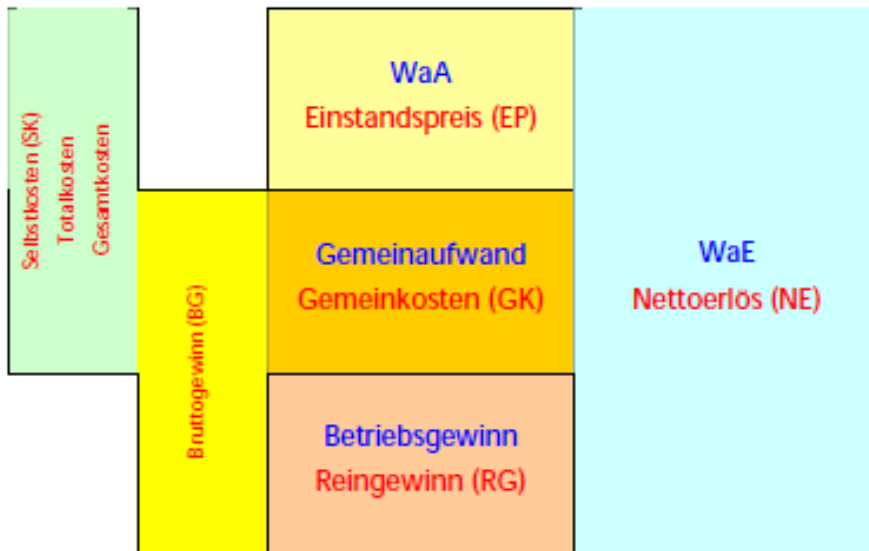 Selbstkosten (SK)
Totalkosten
Gesamtkosten
Bruttogewinn (BG)
WaA
Einstandspreis (EP)
Gemeinaufwand
Gemeinkosten (GK)
Betriebsgewinn
Reingewinn (RG)
WaE
Nettoerlös (NE)